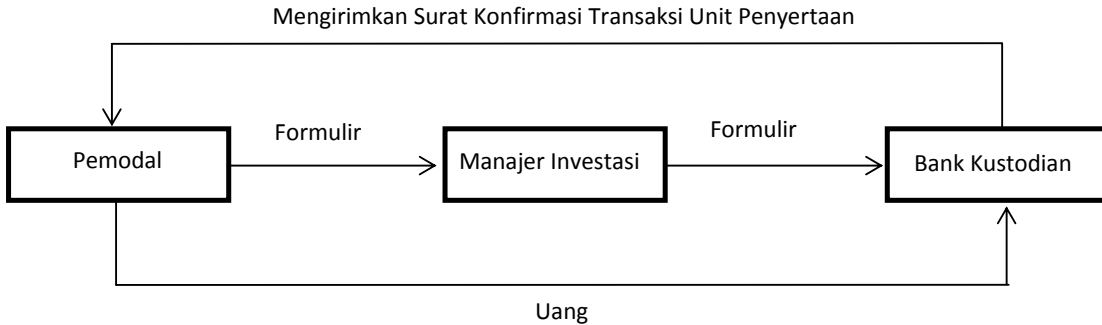 Mengirimkan Surat Konfirmasi Transaksi Unit Penyertaan
Formulir
Formulir
Pemodal
Manajer Investasi
Bank Kustodian
Uang